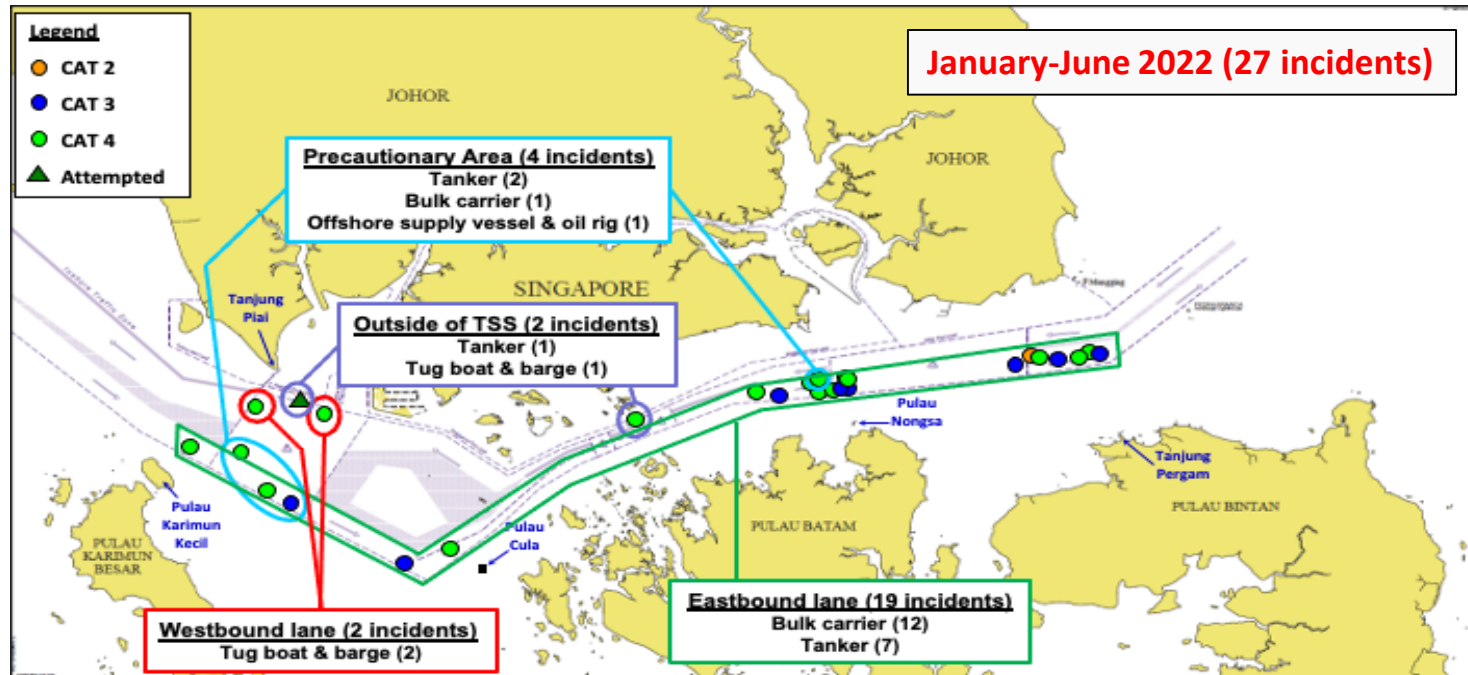 Legend
CAT 2
CAT 3
CAT 4
Attempted
January-June 2022 (27 incidents)
JOHOR
JOHOR
Precautionary Area (4 incidents)
Tanker (2)
Bulk carrier (1)
Offshore supply vessel & oil rig (1)
SINGAPORE
Tanjung
Piai
Outside of TSS (2 incidents)
Tanker (1)
Tug boat & barge (1)
Pulau
Nongsa
Tanjung
Pergam
PULAU BINTAN
PULAU BATAM
Pulau
Karimun
Kecil
Pulau
Cula
PULAU
KARIMUN
BESAR
Westbound lane (2 incidents)
Tug boat & barge (2)
Eastbound lane (19 incidents)
Bulk carrier (12)
Tanker (7)